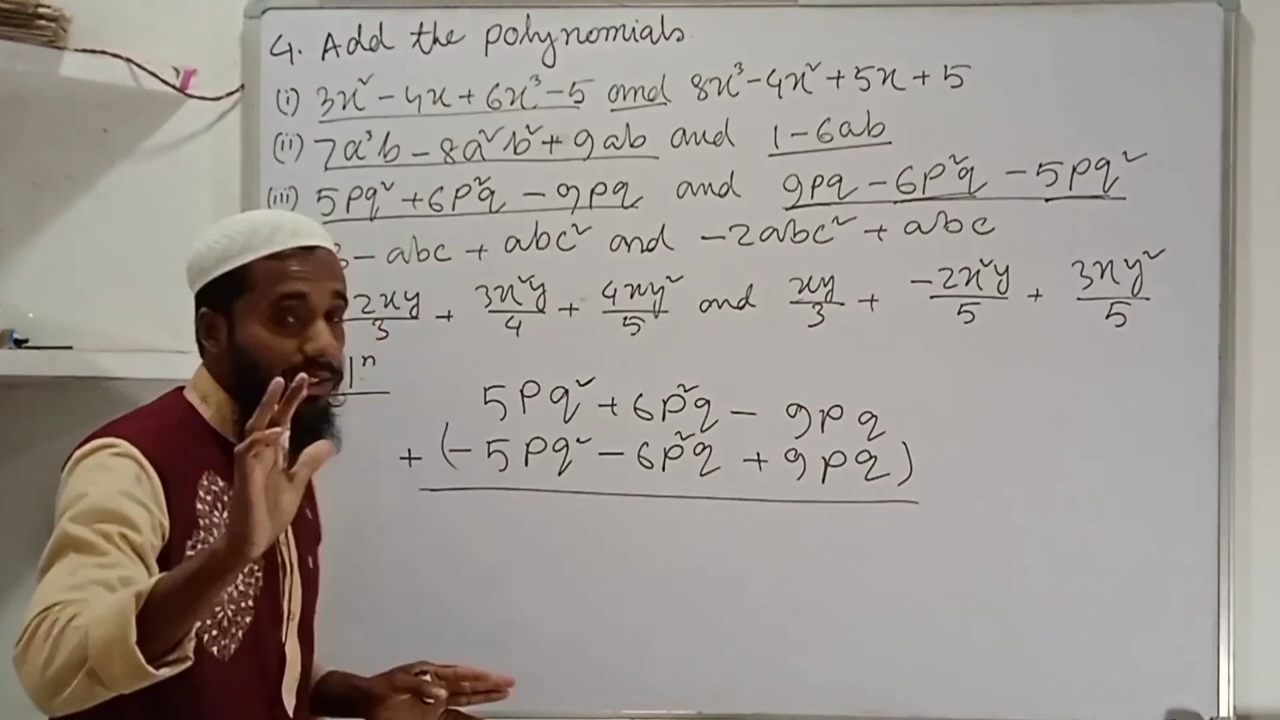 4. Add the polynomials
(i) 3x² - 4x + 6x³ - 5 and 8x³ - 4x² + 5x + 5
(ii) 7a³b - 8a²b² + 9ab and 1 - 6ab
(iii) 5pq² + 6p²q - 9pq and 9pq - 6p²q - 5pq²
3 - abc + abc² and -2abc² + abc
2xy/3 + 3x²y/4 + 4xy²/5 and xy/3 + -2x²y/5 + 3xy²/5
lⁿ
5pq² + 6p²q - 9pq
+ (-5pq² - 6p²q + 9pq)